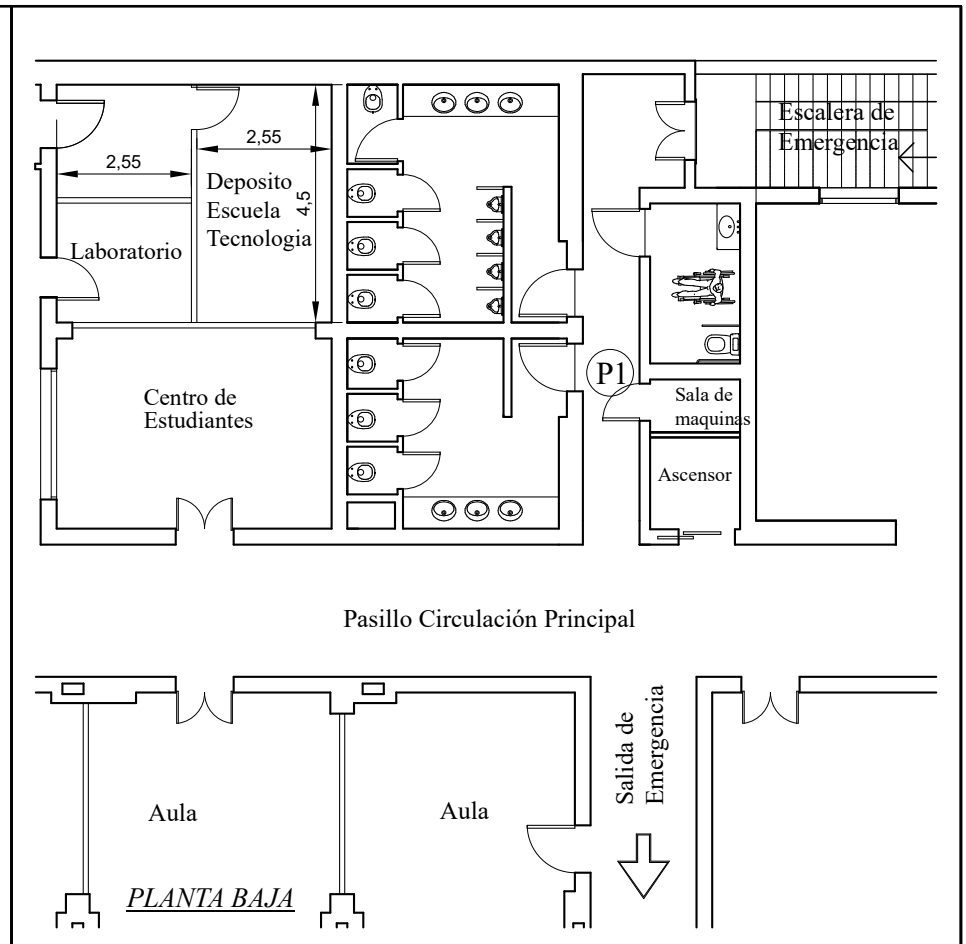 Escalera de
Emergencia
2,55
2,55
4,5
Deposito
Escuela
Tecnologia
Laboratorio
Centro de
Estudiantes
P1
Sala de
maquinas
Ascensor
Pasillo Circulación Principal
Salida de
Emergencia
Aula
Aula
PLANTA BAJA